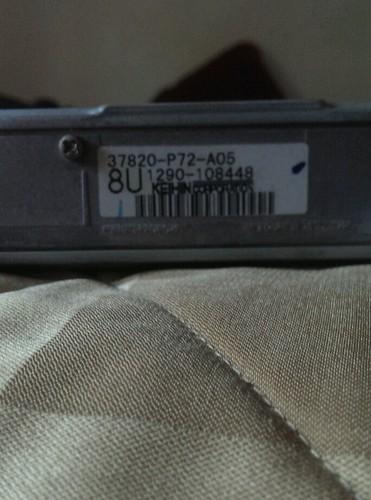 37820-P72-A05
8U 1290-108448
KEIHIN CORPORATION